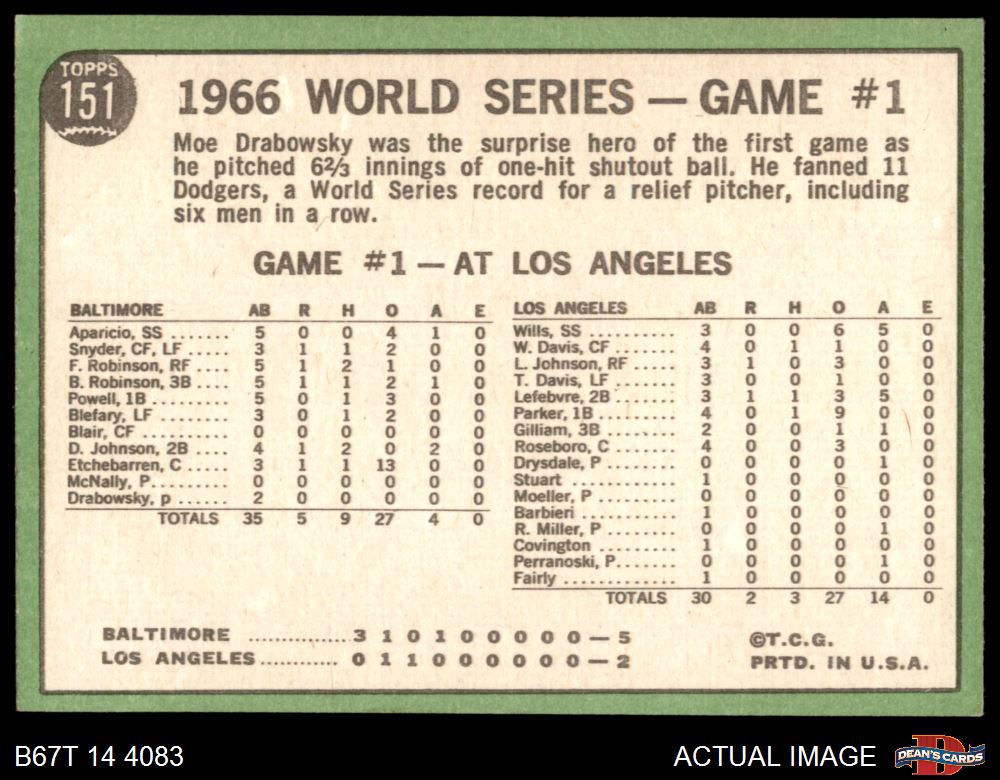 TOPPS
151
1966 WORLD SERIES — GAME #1
Moe Drabowsky was the surprise hero of the first game as
he pitched 6⅔ innings of one-hit shutout ball. He fanned 11
Dodgers, a World Series record for a relief pitcher, including
six men in a row.
GAME #1 — AT LOS ANGELES
BALTIMORE AB R H O A E
Aparicio, SS ....... 5 0 0 4 1 0
Snyder, CF, LF ..... 3 1 1 2 0 0
F. Robinson, RF .... 5 1 2 1 0 0
B. Robinson, 3B .... 5 1 1 2 1 0
Powell, 1B ......... 5 0 1 3 0 0
Blefary, LF ........ 3 0 1 2 0 0
Blair, CF .......... 0 0 0 0 0 0
D. Johnson, 2B ..... 4 1 2 0 2 0
Etchebarren, C ..... 3 1 1 13 0 0
McNally, P.......... 0 0 0 0 0 0
Drabowsky, p ...... 2 0 0 0 0 0
TOTALS 35 5 9 27 4 0
LOS ANGELES AB R H O A E
Wills, SS .......... 3 0 0 6 5 0
W. Davis, CF ....... 4 0 1 1 0 0
L. Johnson, RF ..... 3 1 0 3 0 0
T. Davis, LF ....... 3 0 0 1 0 0
Lefebvre, 2B ....... 3 1 1 3 5 0
Parker, 1B ......... 4 0 1 9 0 0
Gilliam, 3B ........ 2 0 0 1 1 0
Roseboro, C ........ 4 0 0 3 0 0
Drysdale, P ........ 0 0 0 0 1 0
Stuart ............. 1 0 0 0 0 0
Moeller, P ......... 0 0 0 0 0 0
Barbieri ........... 1 0 0 0 0 0
R. Miller, P ....... 0 0 0 0 1 0
Covington .......... 1 0 0 0 0 0
Perranoski, P....... 0 0 0 0 1 0
Fairly ............. 1 0 0 0 0 0
TOTALS 30 2 3 27 14 0
BALTIMORE ............. 3 1 0 1 0 0 0 0 0 — 5
LOS ANGELES ........... 0 1 1 0 0 0 0 0 0 — 2
©T.C.G.
PRTD. IN U.S.A.
B67T 14 4083
ACTUAL IMAGE
DEAN'S CARDS